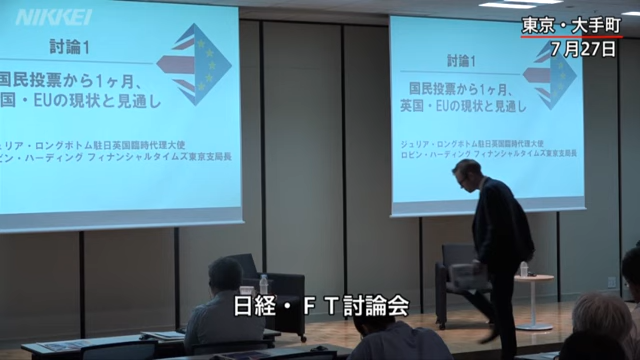 NIKKEI
東京・大手町
7月27日
討論1
国民投票から1ヶ月、
英国・EUの現状と見通し
ジュリア・ロングボトム駐日英国臨時代理大使
ロビン・ハーディング フィナンシャルタイムズ東京支局長
討論1
国民投票から1ヶ月、
英国・EUの現状と見通し
ジュリア・ロングボトム駐日英国臨時代理大使
ロビン・ハーディング フィナンシャルタイムズ東京支局長
日経・FT討論会